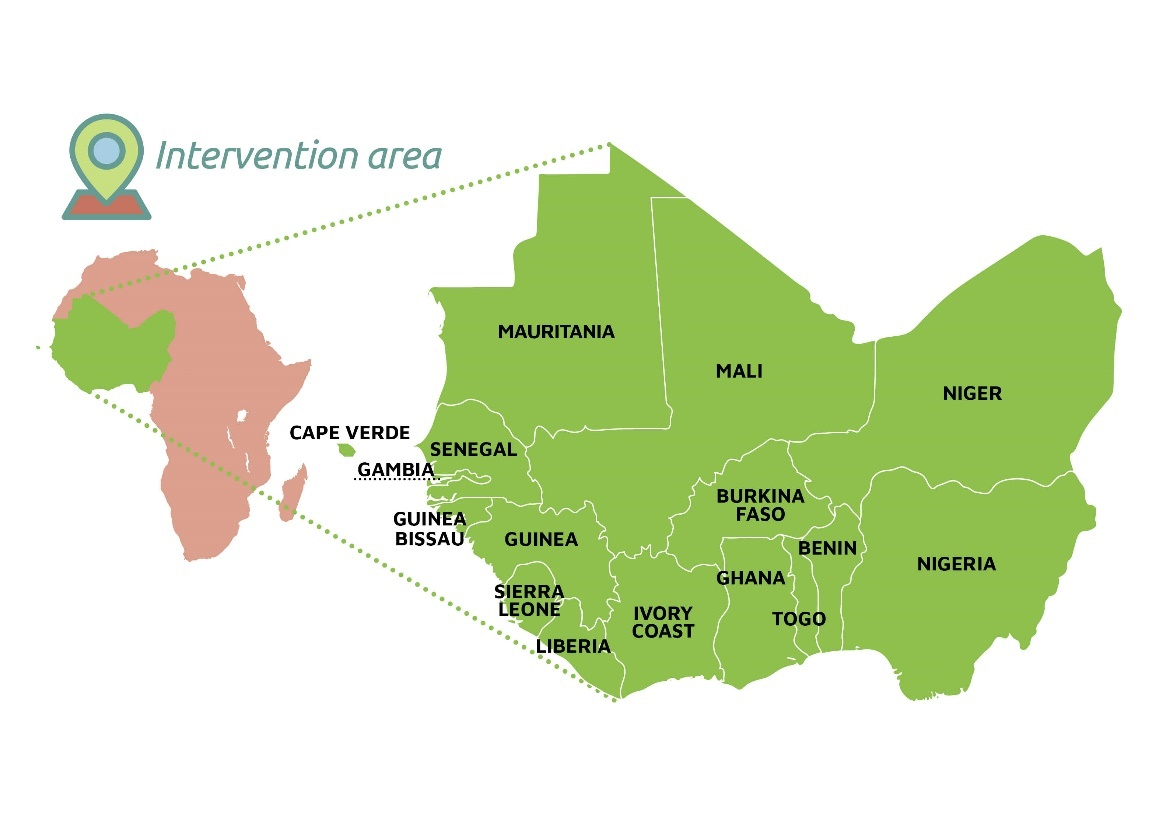 Intervention area
MAURITANIA
MALI
NIGER
CAPE VERDE
SENEGAL
GAMBIA
BURKINA
FASO
GUINEA
BISSAU
GUINEA
BENIN
NIGERIA
GHANA
SIERRA
LEONE
IVORY
COAST
TOGO
LIBERIA